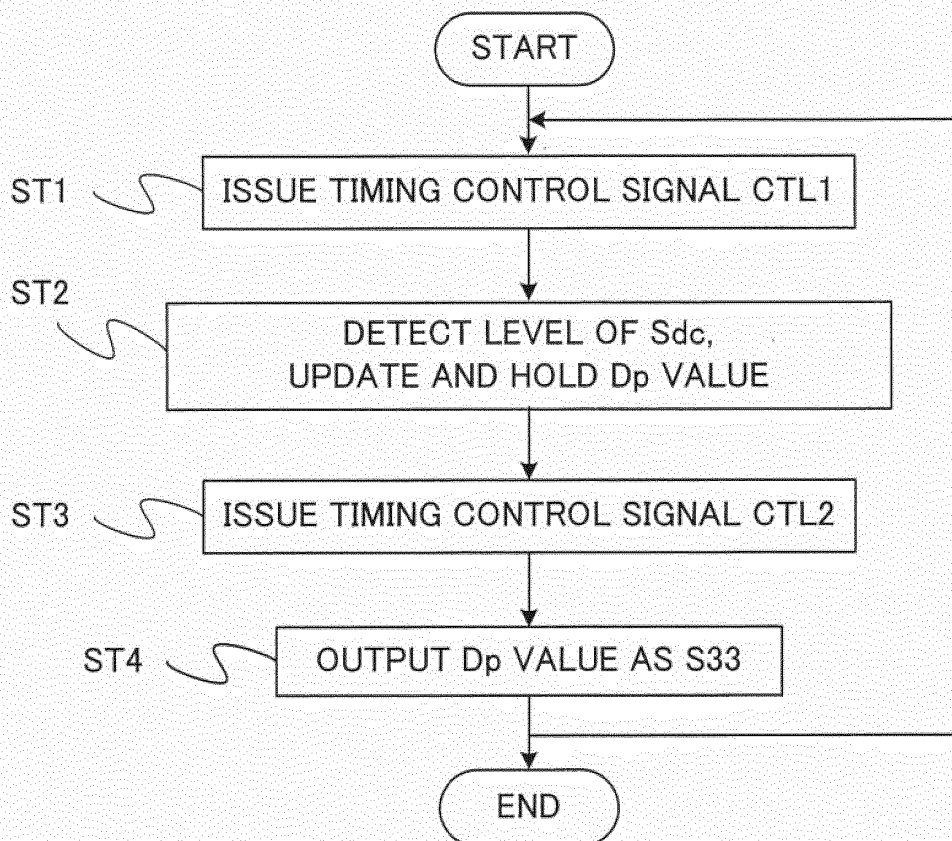 START
ST1
ISSUE TIMING CONTROL SIGNAL CTL1
ST2
DETECT LEVEL OF Sdc,
UPDATE AND HOLD Dp VALUE
ST3
ISSUE TIMING CONTROL SIGNAL CTL2
ST4
OUTPUT Dp VALUE AS S33
END